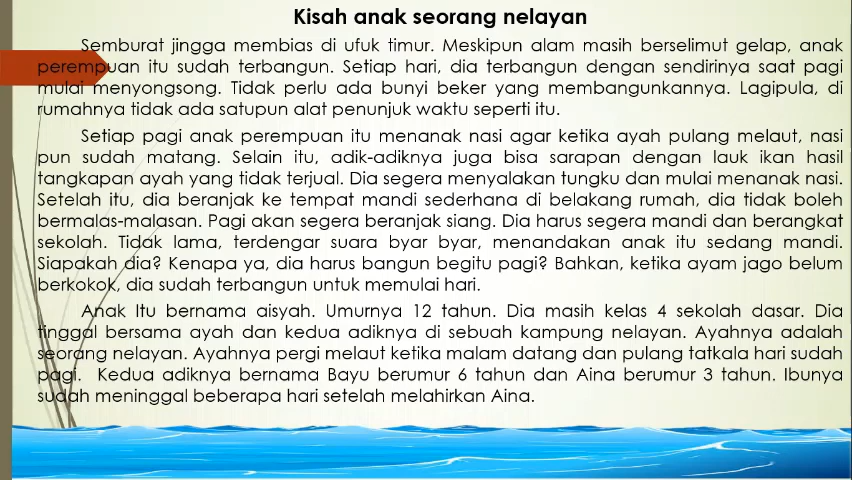 Kisah anak seorang nelayan
Semburat jingga membias di ufuk timur. Meskipun alam masih berselimut gelap, anak
perempuan itu sudah terbangun. Setiap hari, dia terbangun dengan sendirinya saat pagi
mulai menyongsong. Tidak perlu ada bunyi beker yang membangunkannya. Lagipula, di
rumahnya tidak ada satupun alat penunjuk waktu seperti itu.
Setiap pagi anak perempuan itu menanak nasi agar ketika ayah pulang melaut, nasi
pun sudah matang. Selain itu, adik-adiknya juga bisa sarapan dengan lauk ikan hasil
tangkapan ayah yang tidak terjual. Dia segera menyalakan tungku dan mulai menanak nasi.
Setelah itu, dia beranjak ke tempat mandi sederhana di belakang rumah, dia tidak boleh
bermalas-malasan. Pagi akan segera beranjak siang. Dia harus segera mandi dan berangkat
sekolah. Tidak lama, terdengar suara byar byar, menandakan anak itu sedang mandi.
Siapakah dia? Kenapa ya, dia harus bangun begitu pagi? Bahkan, ketika ayam jago belum
berkokok, dia sudah terbangun untuk memulai hari.
Anak Itu bernama aisyah. Umurnya 12 tahun. Dia masih kelas 4 sekolah dasar. Dia
tinggal bersama ayah dan kedua adiknya di sebuah kampung nelayan. Ayahnya adalah
seorang nelayan. Ayahnya pergi melaut ketika malam datang dan pulang tatkala hari sudah
pagi. Kedua adiknya bernama Bayu berumur 6 tahun dan Aina berumur 3 tahun. Ibunya
sudah meninggal beberapa hari setelah melahirkan Aina.